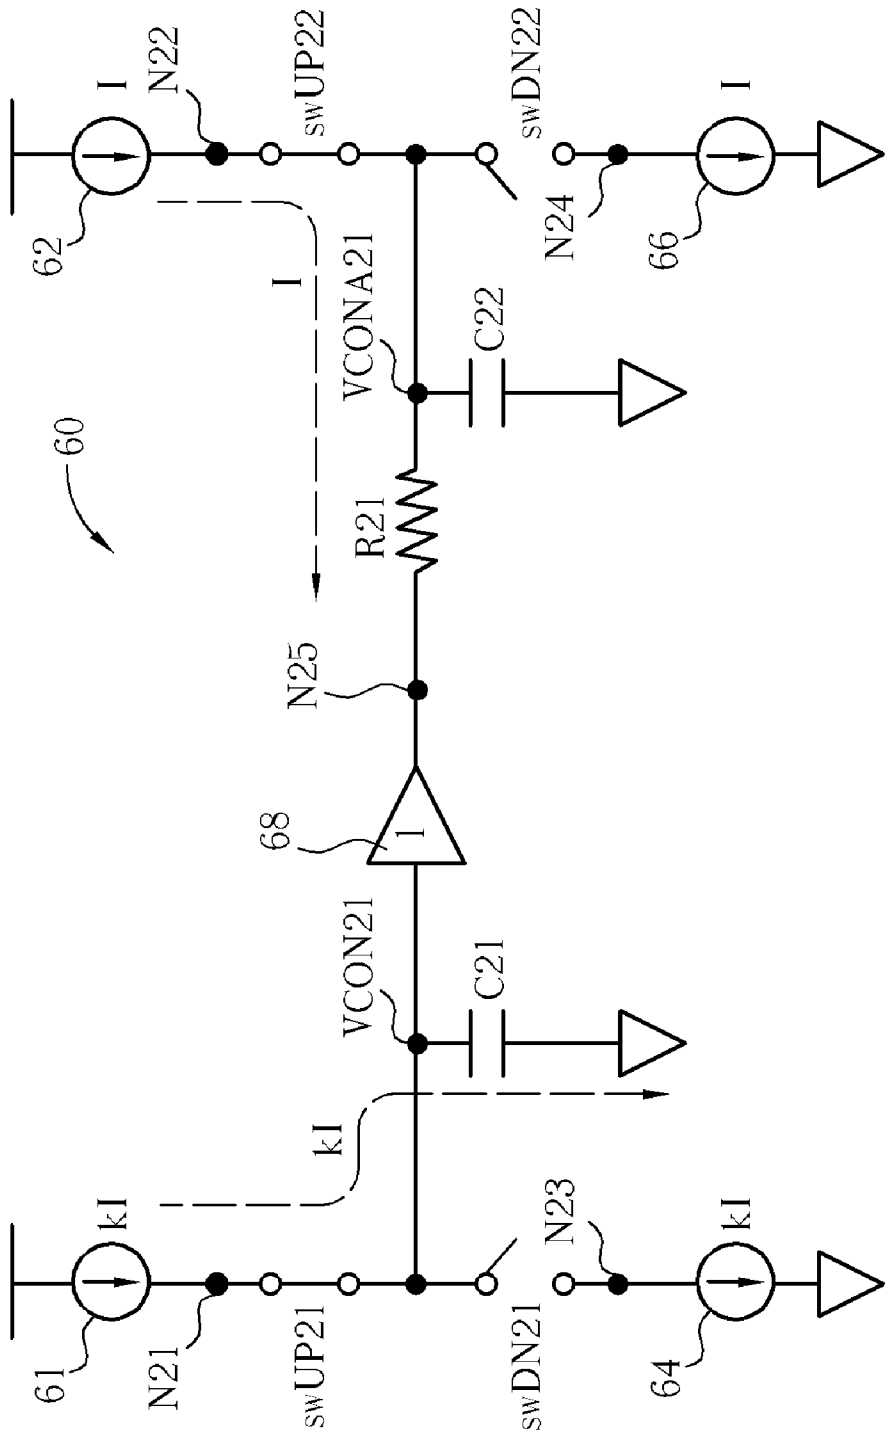 61
62
60
kI
I
N21
N22
68
I
N25
swUP21
swUP22
kI
VCON21
VCONA21
R21
1
C21
C22
swDN21
swDN22
N23
N24
64
66
kI
I